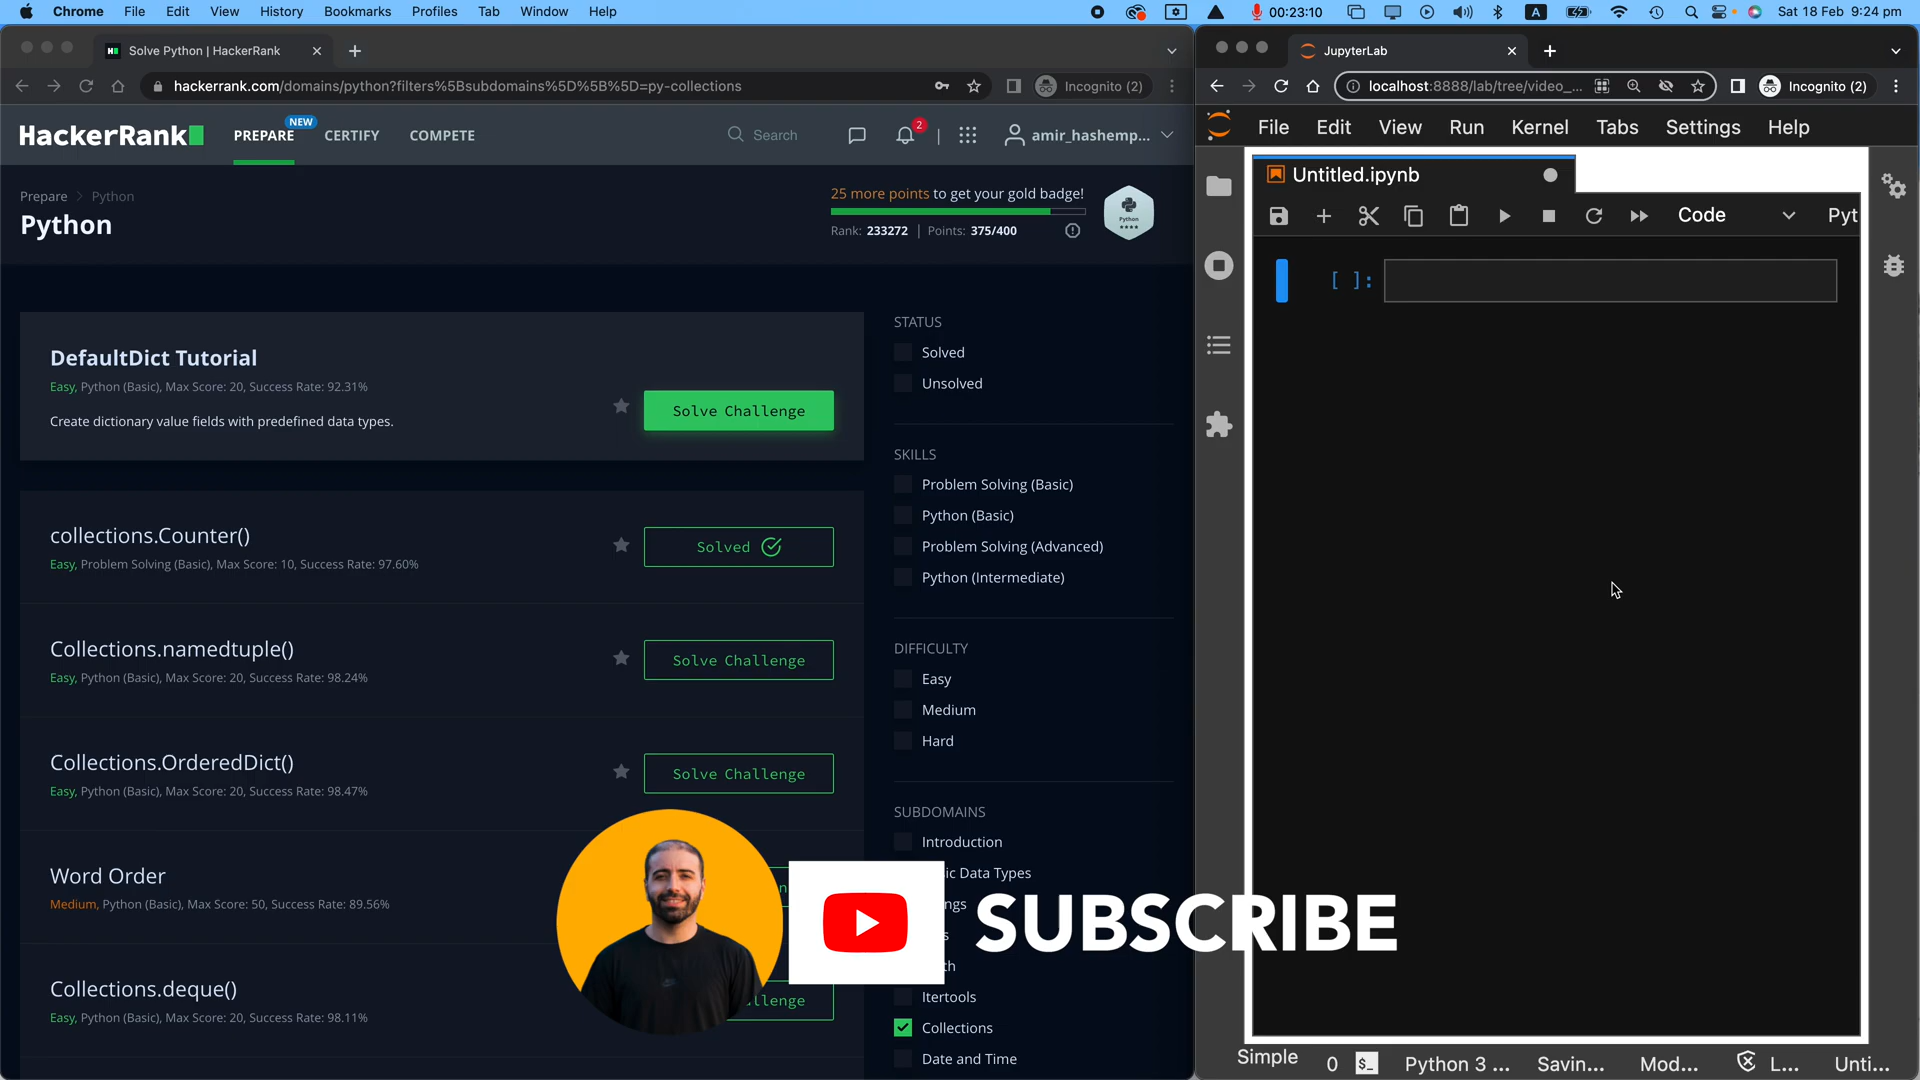 Chrome File Edit View History Bookmarks Profiles Tab Window Help 00:23:10 A Sat 18 Feb 9:24 pm
Solve Python | HackerRank
hackerrank.com/domains/python?filters%5Bsubdomains%5D%5B%5D=py-collections Incognito (2)
HackerRank PREPARE NEW CERTIFY COMPETE Search 2 amir_hashemp...
Prepare > Python
Python
25 more points to get your gold badge!
Rank: 233272 | Points: 375/400
Python
DefaultDict Tutorial
Easy, Python (Basic), Max Score: 20, Success Rate: 92.31%
Create dictionary value fields with predefined data types.
Solve Challenge
collections.Counter()
Easy, Problem Solving (Basic), Max Score: 10, Success Rate: 97.60%
Solved
Collections.namedtuple()
Easy, Python (Basic), Max Score: 20, Success Rate: 98.24%
Solve Challenge
Collections.OrderedDict()
Easy, Python (Basic), Max Score: 20, Success Rate: 98.47%
Solve Challenge
Word Order
Medium, Python (Basic), Max Score: 50, Success Rate: 89.56%
Collections.deque()
Easy, Python (Basic), Max Score: 20, Success Rate: 98.11%
STATUS
Solved
Unsolved
SKILLS
Problem Solving (Basic)
Python (Basic)
Problem Solving (Advanced)
Python (Intermediate)
DIFFICULTY
Easy
Medium
Hard
SUBDOMAINS
Introduction
Data Types
Itertools
Collections
Date and Time
SUBSCRIBE
JupyterLab
localhost:8888/lab/tree/video_... Incognito (2)
File Edit View Run Kernel Tabs Settings Help
Untitled.ipynb
Code Pyt
[ ]:
Simple 0 $_ Python 3 ... Savin... Mod... L... Unti...